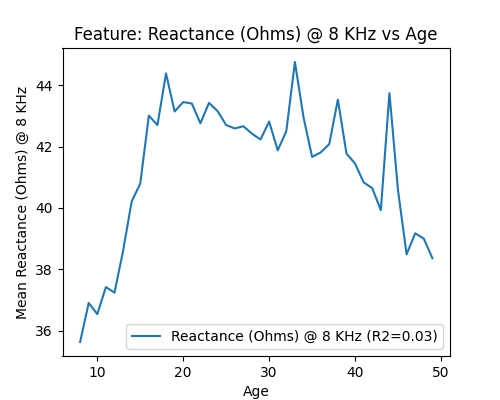 Feature: Reactance (Ohms) @ 8 KHz vs Age
Mean Reactance (Ohms) @ 8 KHz
44
42
40
38
36
Reactance (Ohms) @ 8 KHz (R2=0.03)
10 20 30 40 50
Age